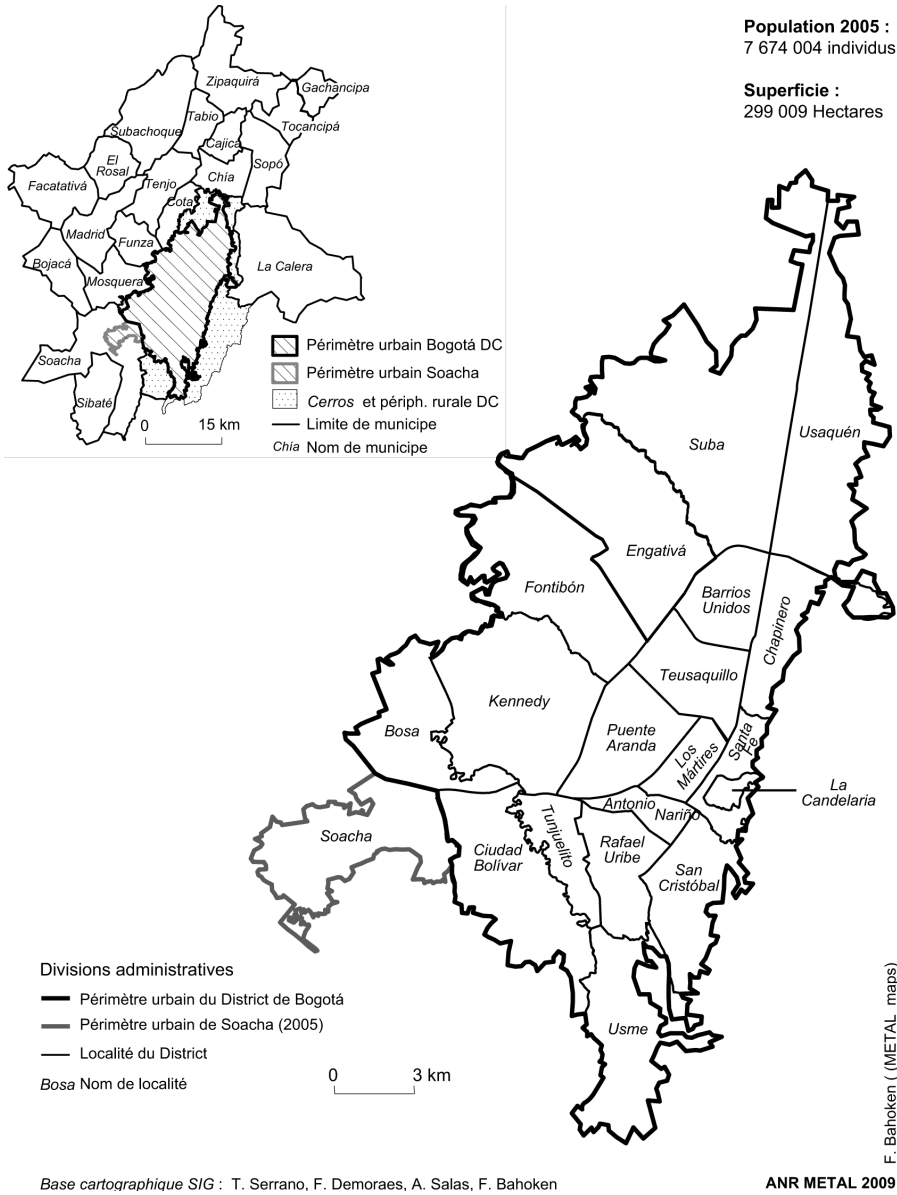 Population 2005 :
7 674 004 individus
Superficie :
299 009 Hectares
Zipaquirá
Gachancipa
Tabio
Subachoque
Tocancipá
Cajicá
El
Rosal
Sopó
Chía
Facatativá
Tenjo
Cota
Madrid
Funza
Bojacá
La Calera
Mosquera
Soacha
Sibaté
0 15 km
Périmètre urbain Bogotá DC
Périmètre urbain Soacha
Cerros et périph. rurale DC
Limite de municipe
Chía Nom de municipe
Suba
Usaquén
Engativá
Fontibón
Barrios
Unidos
Chapinero
Teusaquillo
Kennedy
Bosa
Puente
Aranda
Los
Mártires
Santa
Fe
La
Candelaria
Antonio
Nariño
Tunjuelito
Soacha
Ciudad
Bolívar
Rafael
Uribe
San
Cristóbal
Usme
Divisions administratives
Périmètre urbain du District de Bogotá
Périmètre urbain de Soacha (2005)
Localité du District
Bosa Nom de localité
0 3 km
F. Bahoken ( (METAL maps)
Base cartographique SIG : T. Serrano, F. Demoraes, A. Salas, F. Bahoken
ANR METAL 2009